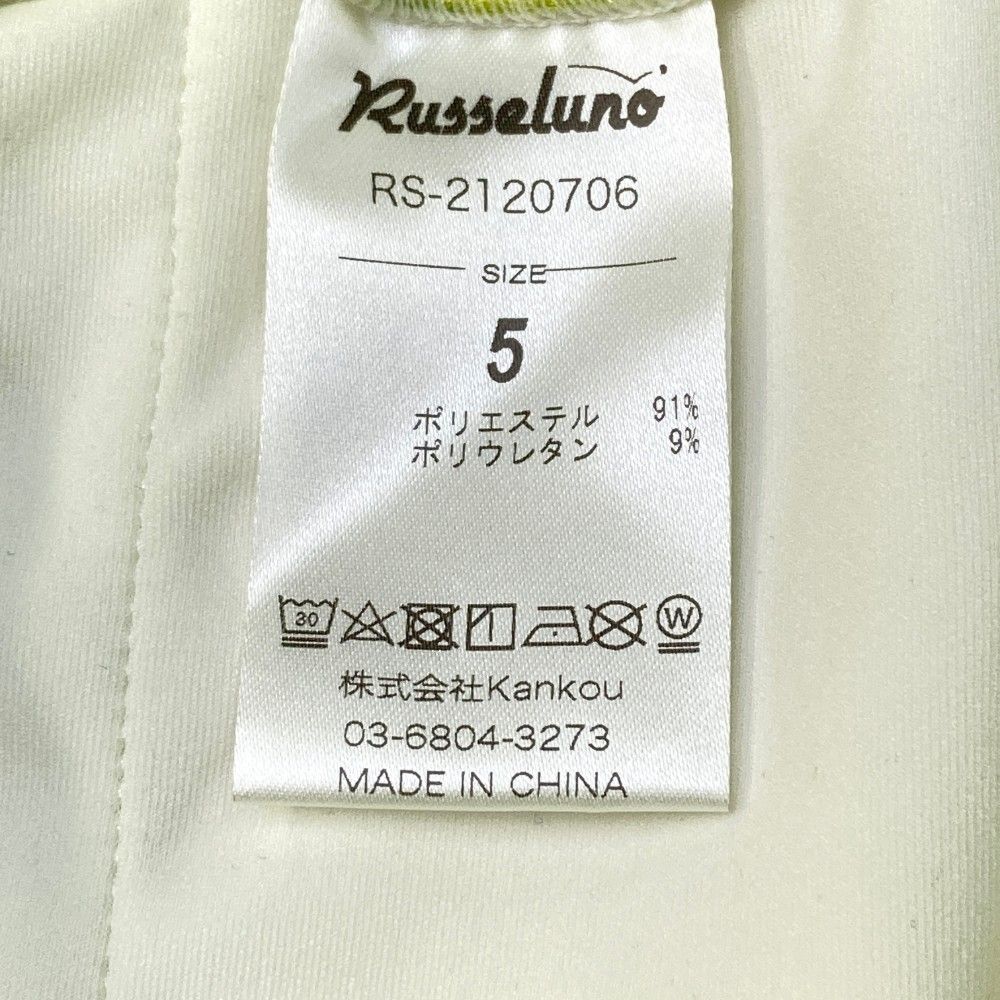 Russeluno
RS-2120706
SIZE
5
ポリエステル 91%
ポリウレタン 9%
30 W
株式会社Kankou
03-6804-3273
MADE IN CHINA